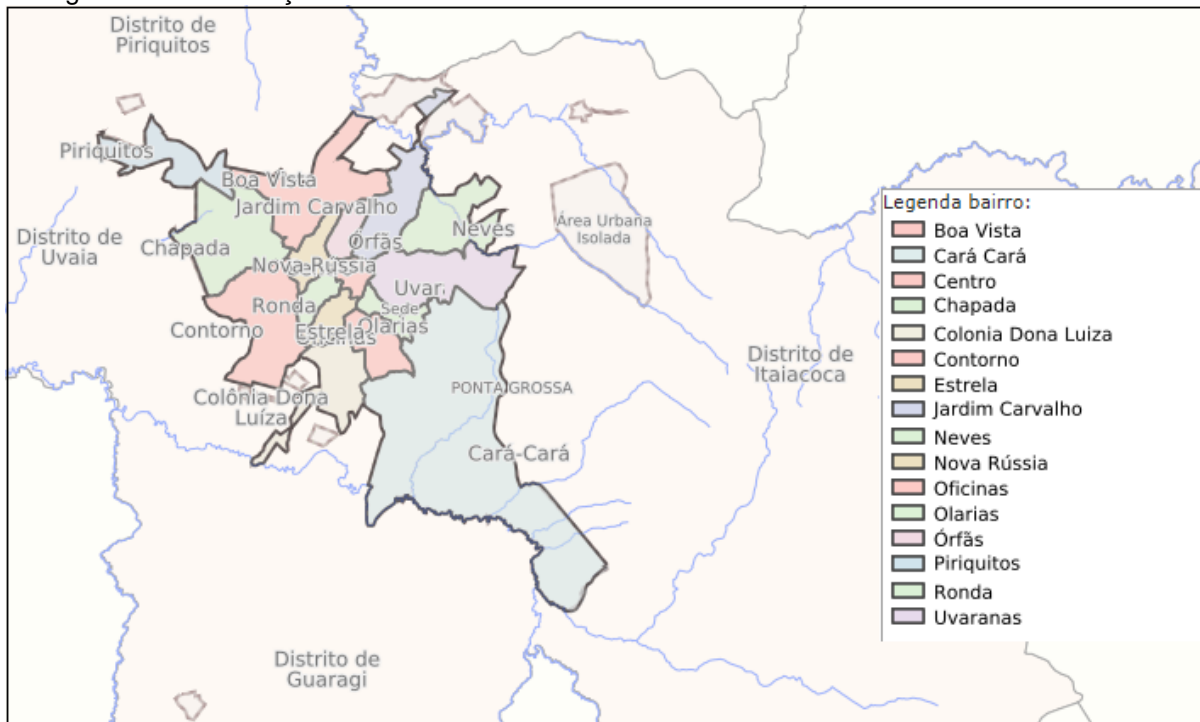 Distrito de
Piriquitos
Piriquitos
Boa Vista
Jardim Carvalho
Distrito de
Uvaia
Chapada
Órfãs
Neves
Área Urbana
Isolada
Nova Rússia
Uvar
Ronda
Sede
Contorno
Estrela
Olarias
Distrito de
Itaiacoca
PONTA GROSSA
Colônia Dona
Luíza
Cará-Cará
Distrito de
Guaragi
Legenda bairro:
Boa Vista
Cará Cará
Centro
Chapada
Colonia Dona Luiza
Contorno
Estrela
Jardim Carvalho
Neves
Nova Rússia
Oficinas
Olarias
Órfãs
Piriquitos
Ronda
Uvaranas